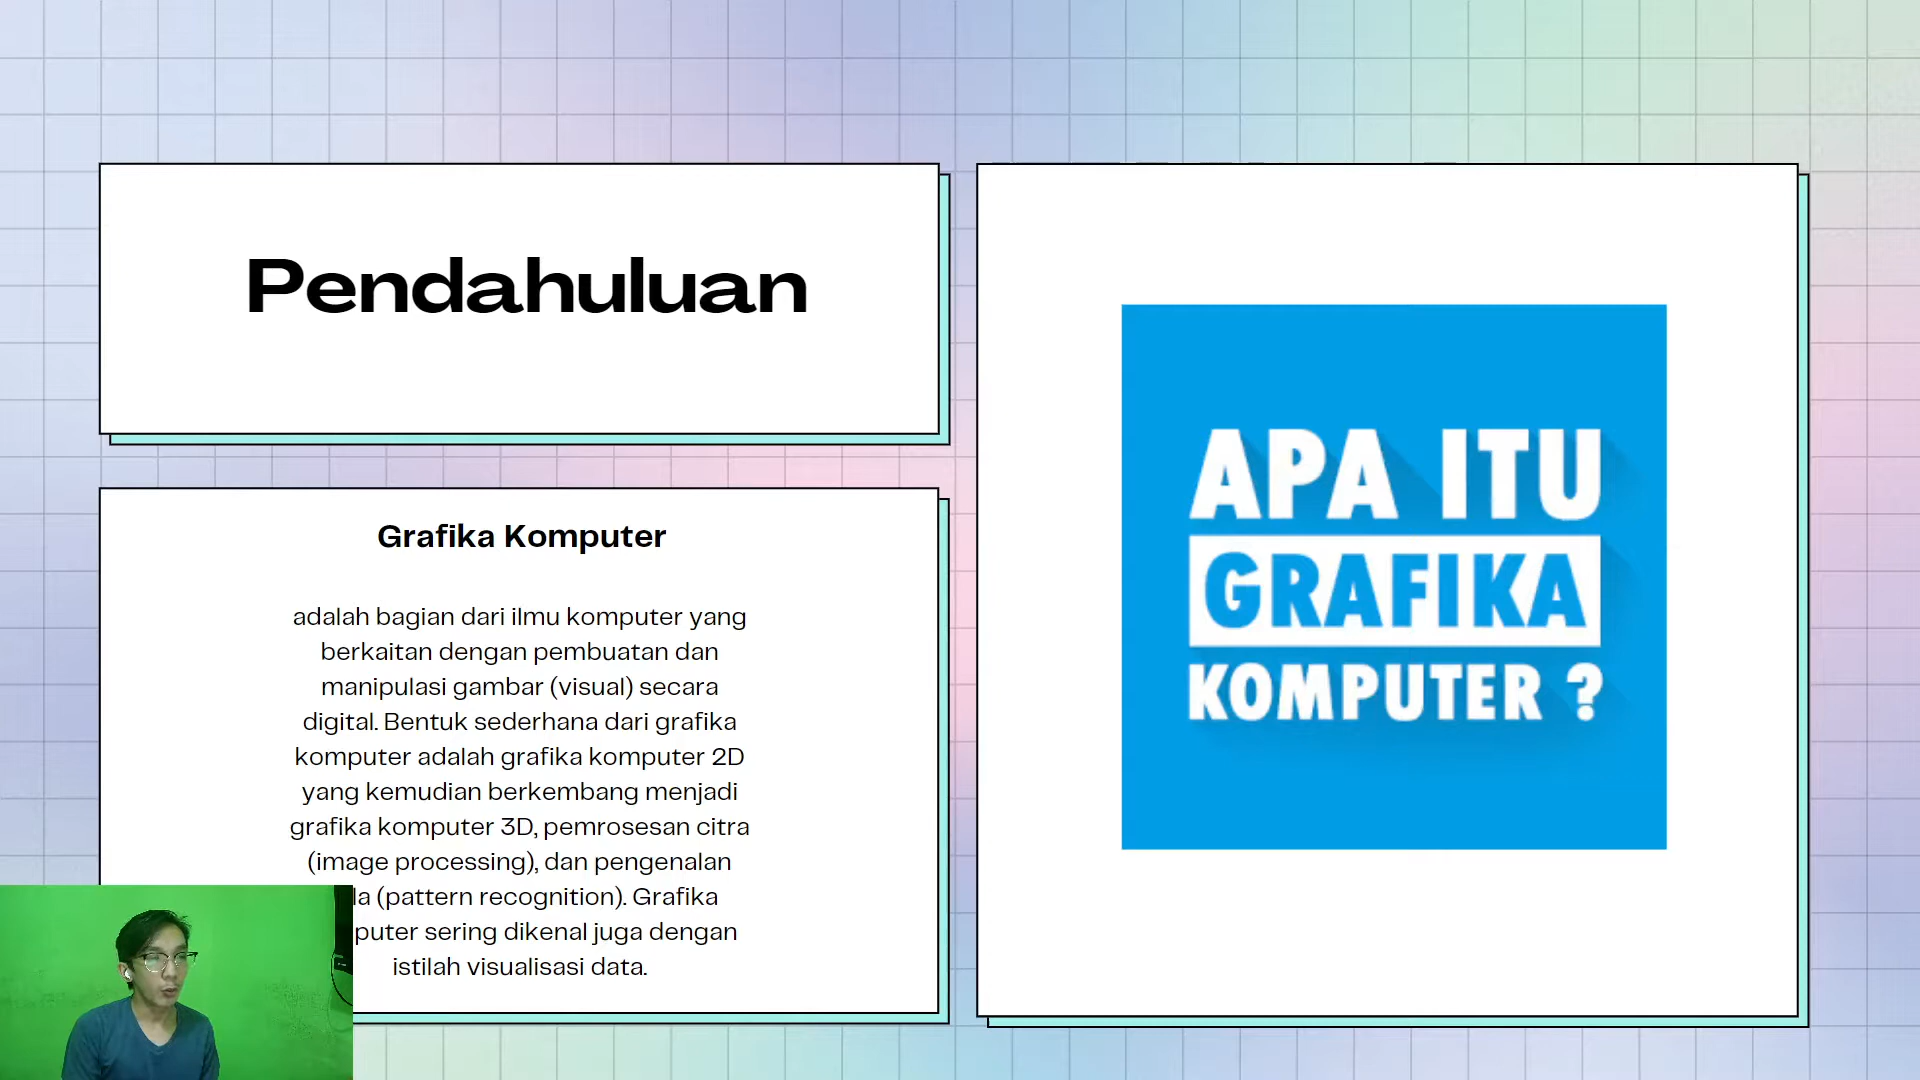 Pendahuluan
Grafika Komputer
adalah bagian dari ilmu komputer yang
berkaitan dengan pembuatan dan
manipulasi gambar (visual) secara
digital. Bentuk sederhana dari grafika
komputer adalah grafika komputer 2D
yang kemudian berkembang menjadi
grafika komputer 3D, pemrosesan citra
(image processing), dan pengenalan
(pattern recognition). Grafika
sering dikenal juga dengan
istilah visualisasi data.
APA ITU
GRAFIKA
KOMPUTER ?